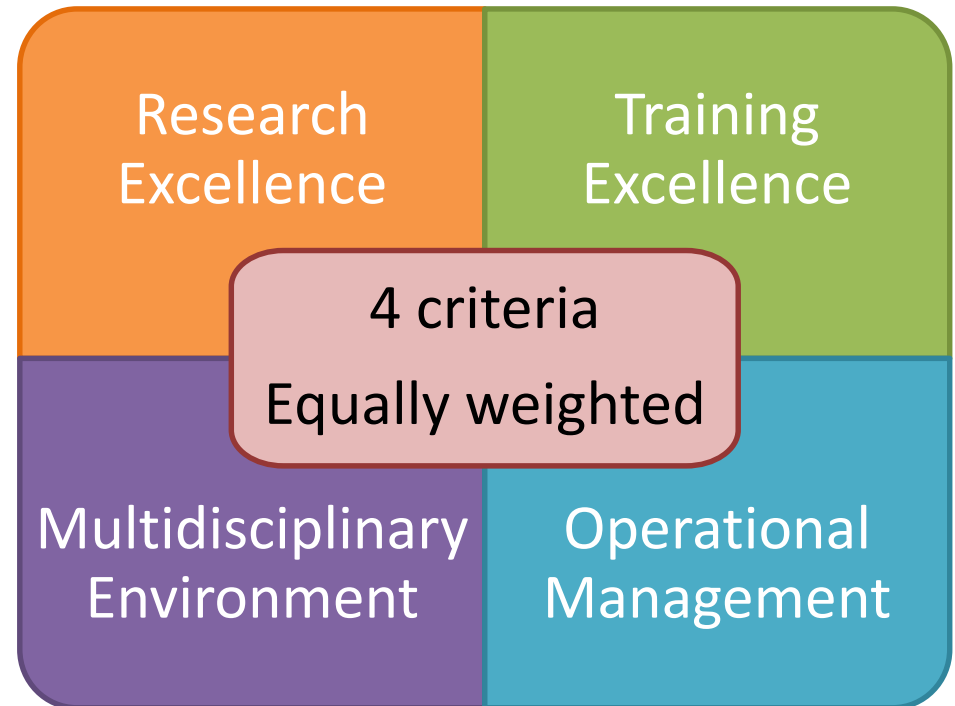 Research
Excellence
Training
Excellence
4 criteria
Equally weighted
Multidisciplinary
Environment
Operational
Management